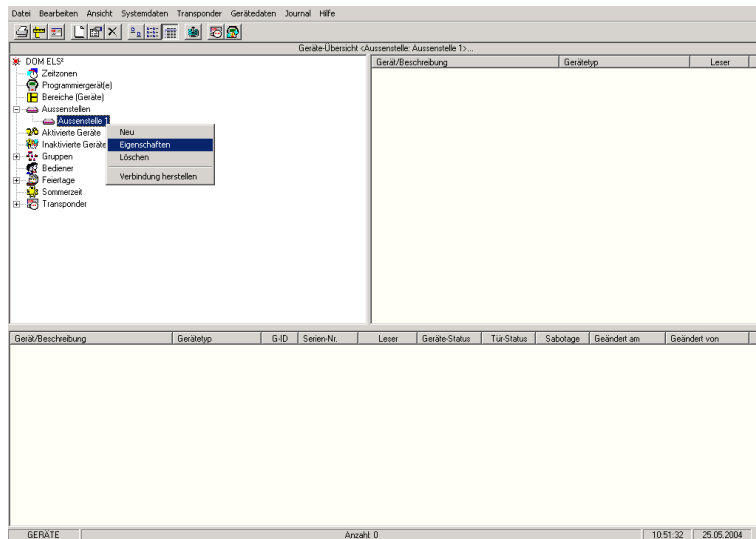 Datei Bearbeiten Ansicht Systemdaten Transponder Gerätedaten Journal Hilfe
Geräte-Übersicht <Aussenstelle: Aussenstelle 1>...
DOM ELS²
Zeitzonen
Programmiergerät(e)
Bereiche (Geräte)
Aussenstellen
Aussenstelle 1
Aktivierte Geräte
Inaktivierte Geräte
Gruppen
Bediener
Feiertage
Sommerzeit
Transponder
Neu
Eigenschaften
Löschen
Verbindung herstellen
Gerät/Beschreibung Gerätetyp Leser
Gerät/Beschreibung Gerätetyp G-ID Serien-Nr. Leser Geräte-Status Tür-Status Sabotage Geändert am Geändert von
GERÄTE Anzahl: 0 10:51:32 25.05.2004